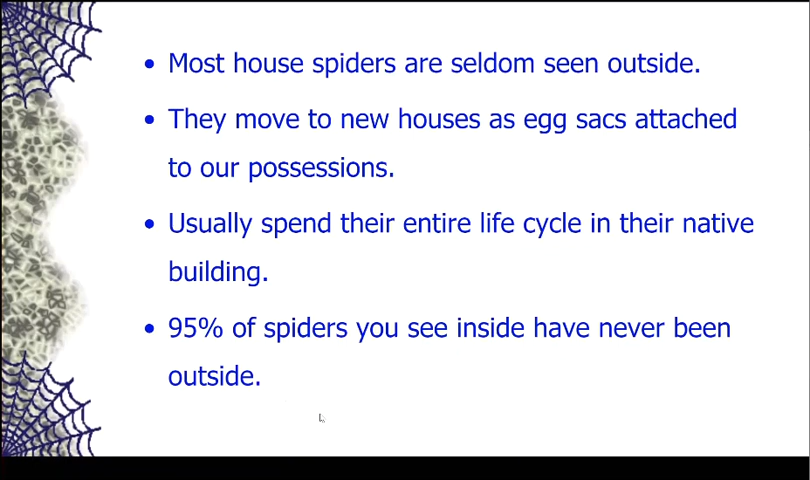 • Most house spiders are seldom seen outside.
• They move to new houses as egg sacs attached
to our possessions.
• Usually spend their entire life cycle in their native
building.
• 95% of spiders you see inside have never been
outside.